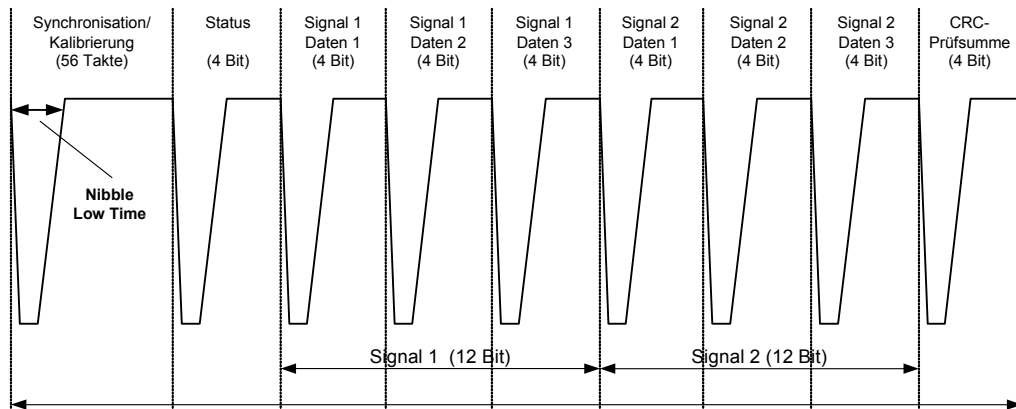 Synchronisation/
Kalibrierung
(56 Takte)
Status
(4 Bit)
Signal 1
Daten 1
(4 Bit)
Signal 1
Daten 2
(4 Bit)
Signal 1
Daten 3
(4 Bit)
Signal 2
Daten 1
(4 Bit)
Signal 2
Daten 2
(4 Bit)
Signal 2
Daten 3
(4 Bit)
CRC-
Prüfsumme
(4 Bit)
Nibble
Low Time
Signal 1 (12 Bit)
Signal 2 (12 Bit)